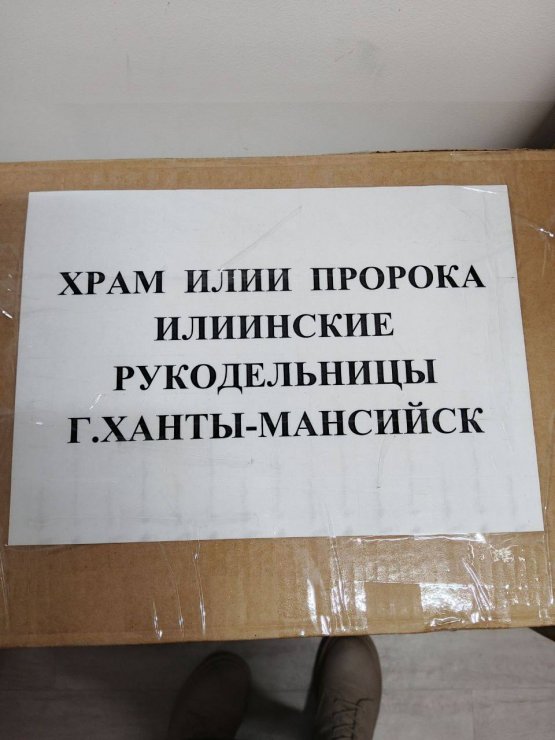 ХРАМ ИЛИИ ПРОРОКА
ИЛИИНСКИЕ
РУКОДЕЛЬНИЦЫ
Г.ХАНТЫ-МАНСИЙСК